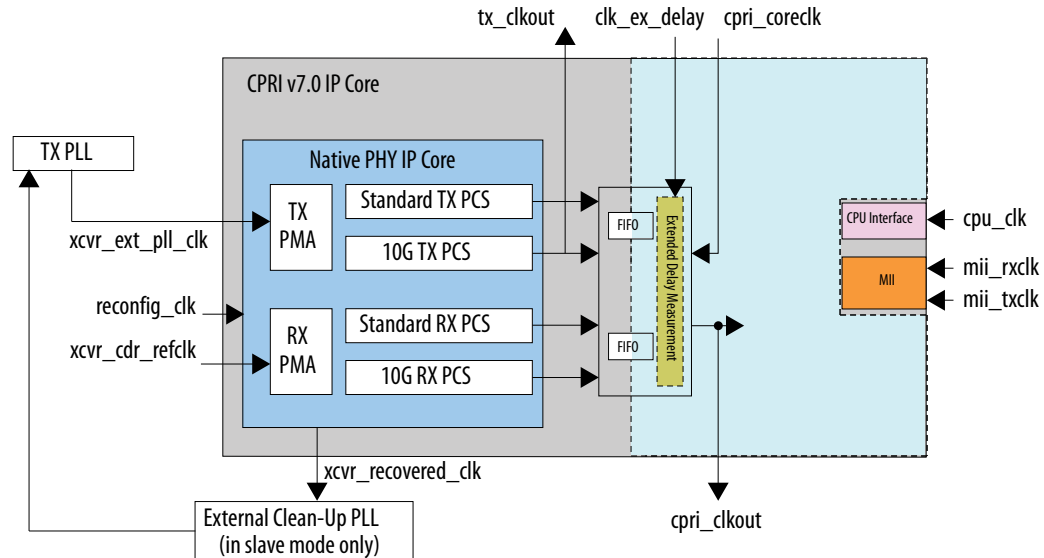 tx_clkout
clk_ex_delay
cpri_coreclk
CPRI v7.0 IP Core
TX PLL
Native PHY IP Core
TX
PMA
Standard TX PCS
10G TX PCS
xcvr_ext_pll_clk
FIFO
Extended Delay Measurement
CPU Interface
cpu_clk
MII
mii_rxclk
mii_txclk
reconfig_clk
xcvr_cdr_refclk
RX
PMA
Standard RX PCS
10G RX PCS
FIFO
xcvr_recovered_clk
External Clean-Up PLL
(in slave mode only)
cpri_clkout